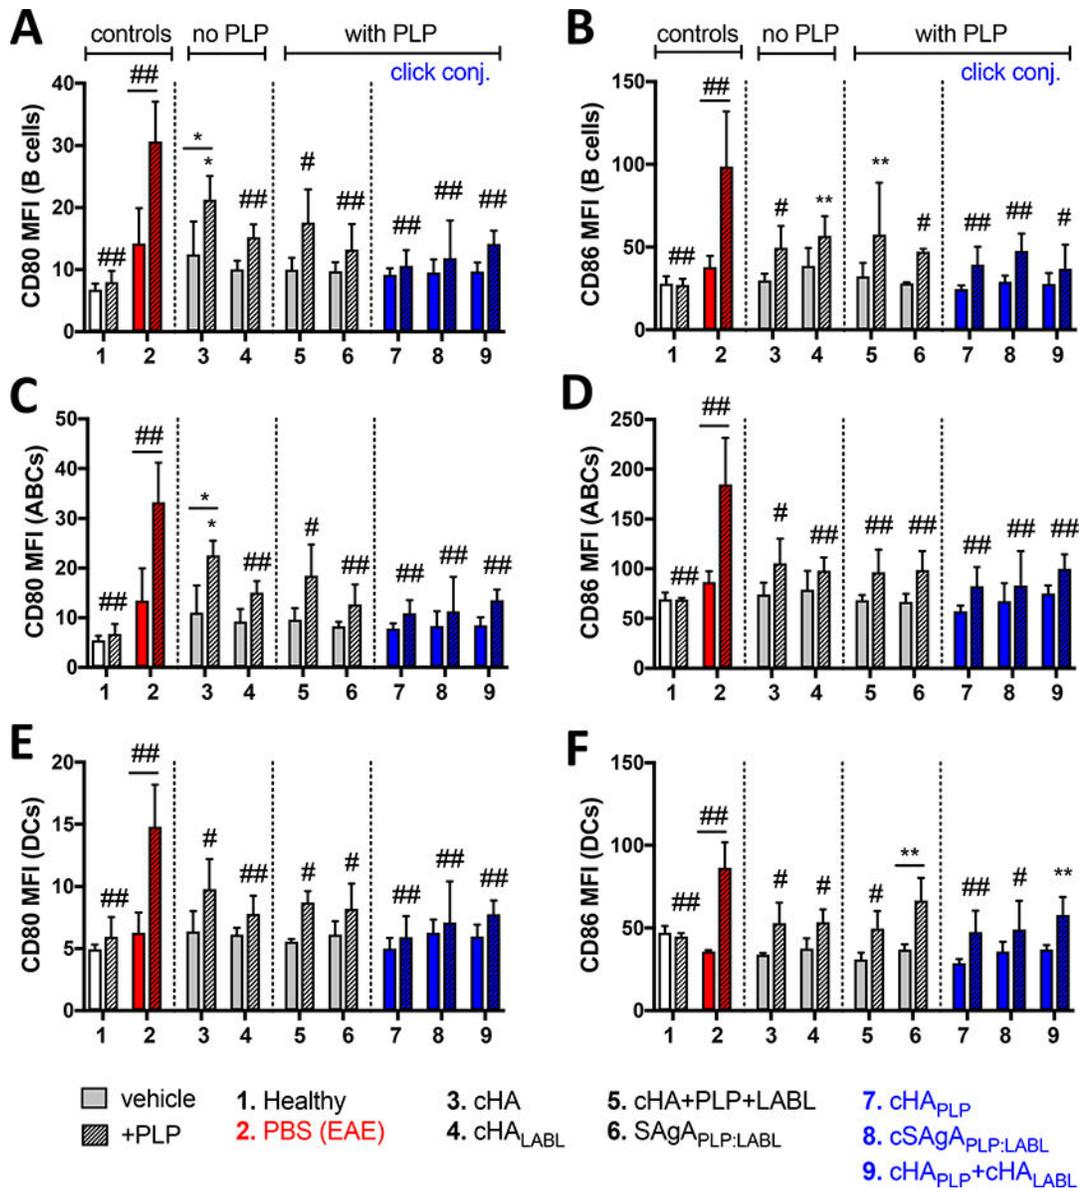 A
controls
no PLP
with PLP
click conj.
CD80 MFI (B cells)
40
30
20
10
0
##
##
*
*
##
#
##
##
##
##
1 2 3 4 5 6 7 8 9
B
controls
no PLP
with PLP
click conj.
CD86 MFI (B cells)
150
100
50
0
##
##
#
**
**
#
##
##
#
1 2 3 4 5 6 7 8 9
C
CD80 MFI (ABCs)
50
40
30
20
10
0
##
##
*
*
##
#
##
##
##
##
1 2 3 4 5 6 7 8 9
D
CD86 MFI (ABCs)
250
200
150
100
50
0
##
##
#
##
##
##
##
##
##
1 2 3 4 5 6 7 8 9
E
CD80 MFI (DCs)
20
15
10
5
0
##
##
#
##
#
#
##
##
##
1 2 3 4 5 6 7 8 9
F
CD86 MFI (DCs)
150
100
50
0
##
##
#
#
#
**
##
#
**
1 2 3 4 5 6 7 8 9
vehicle
+PLP
1. Healthy
2. PBS (EAE)
3. cHA
4. cHALABL
5. cHA+PLP+LABL
6. SAgAPLP:LABL
7. cHAPLP
8. cSAgAPLP:LABL
9. cHAPLP+cHALABL